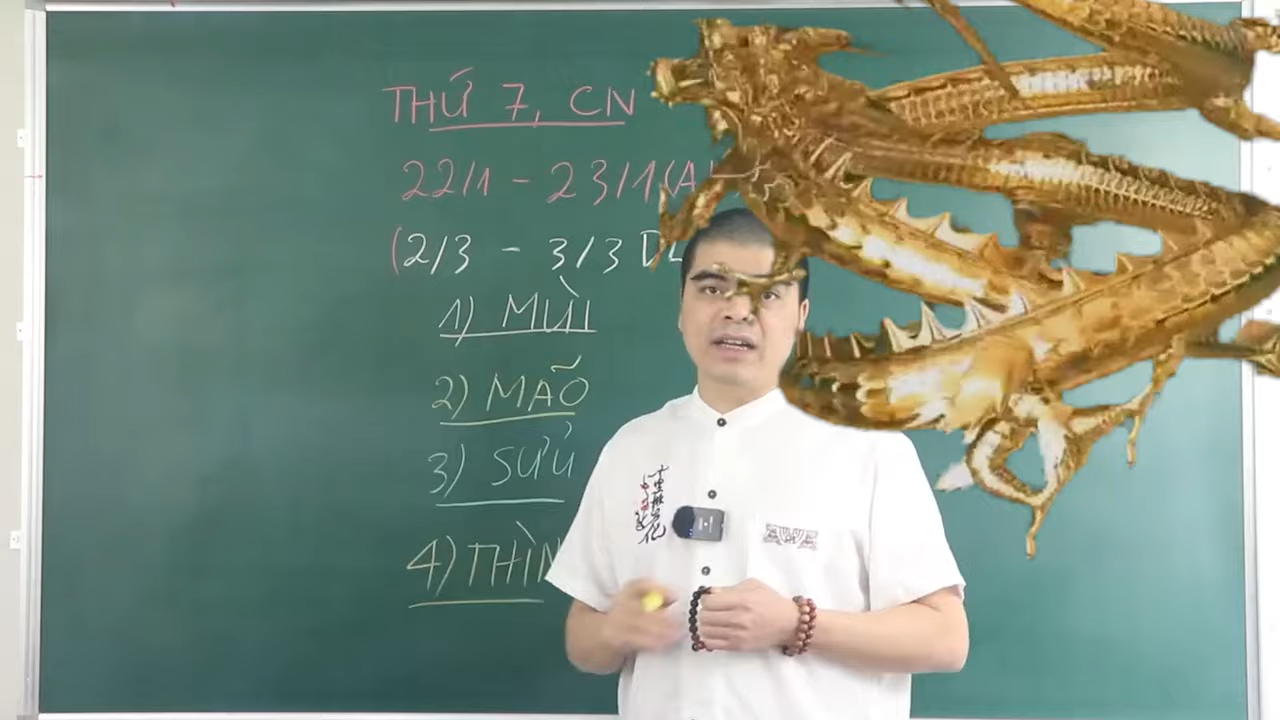 THỨ 7, CN
22/1 - 23/1 (A
(2/3 - 3/3 DL
1) MÙI
2) MÃO
3) SỬU
4) THÌN